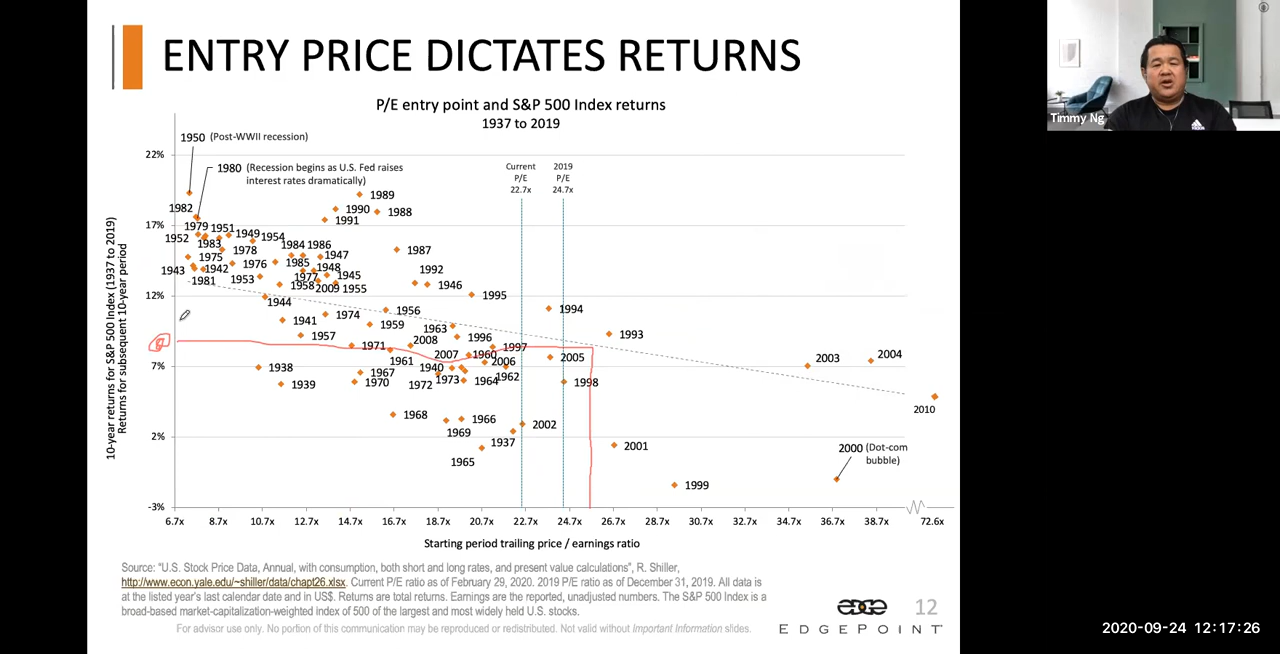 ENTRY PRICE DICTATES RETURNS
P/E entry point and S&P 500 Index returns
1937 to 2019
10-year returns for S&P 500 Index (1937 to 2019)
Returns for subsequent 10-year period
22%
17%
12%
7%
2%
-3%
1950 (Post-WWII recession)
1980 (Recession begins as U.S. Fed raises
interest rates dramatically)
Current
P/E
22.7x
2019
P/E
24.7x
1989
1982
1990
1988
1991
1979
1951
1952
1949
1954
1983
1984
1986
1978
1987
1975
1947
1976
1985
1943
1942
1948
1992
1981
1953
1977
1945
1958
2009
1955
1946
1944
1995
1956
1994
1974
1941
1959
1963
1993
1957
1996
2008
1971
1997
2007
1960
2005
2003
2004
1961
2006
1938
1967
1940
1962
1939
1970
1972
1973
1964
1998
2010
1968
1966
2002
1969
1937
2001
2000 (Dot-com
bubble)
1965
1999
6.7x
8.7x
10.7x
12.7x
14.7x
16.7x
18.7x
20.7x
22.7x
24.7x
26.7x
28.7x
30.7x
32.7x
34.7x
36.7x
38.7x
72.6x
Starting period trailing price / earnings ratio
Source: “U.S. Stock Price Data, Annual, with consumption, both short and long rates, and present value calculations”, R. Shiller,
http://www.econ.yale.edu/~shiller/data/chapt26.xlsx. Current P/E ratio as of February 29, 2020. 2019 P/E ratio as of December 31, 2019. All data is
at the listed year’s last calendar date and in US$. Returns are total returns. Earnings are the reported, unadjusted numbers. The S&P 500 Index is a
broad-based market-capitalization-weighted index of 500 of the largest and most widely held U.S. stocks.
For advisor use only. No portion of this communication may be reproduced or redistributed. Not valid without Important Information slides.
EDGE
EDGEPOINT
12
Timmy Ng
2020-09-24 12:17:26